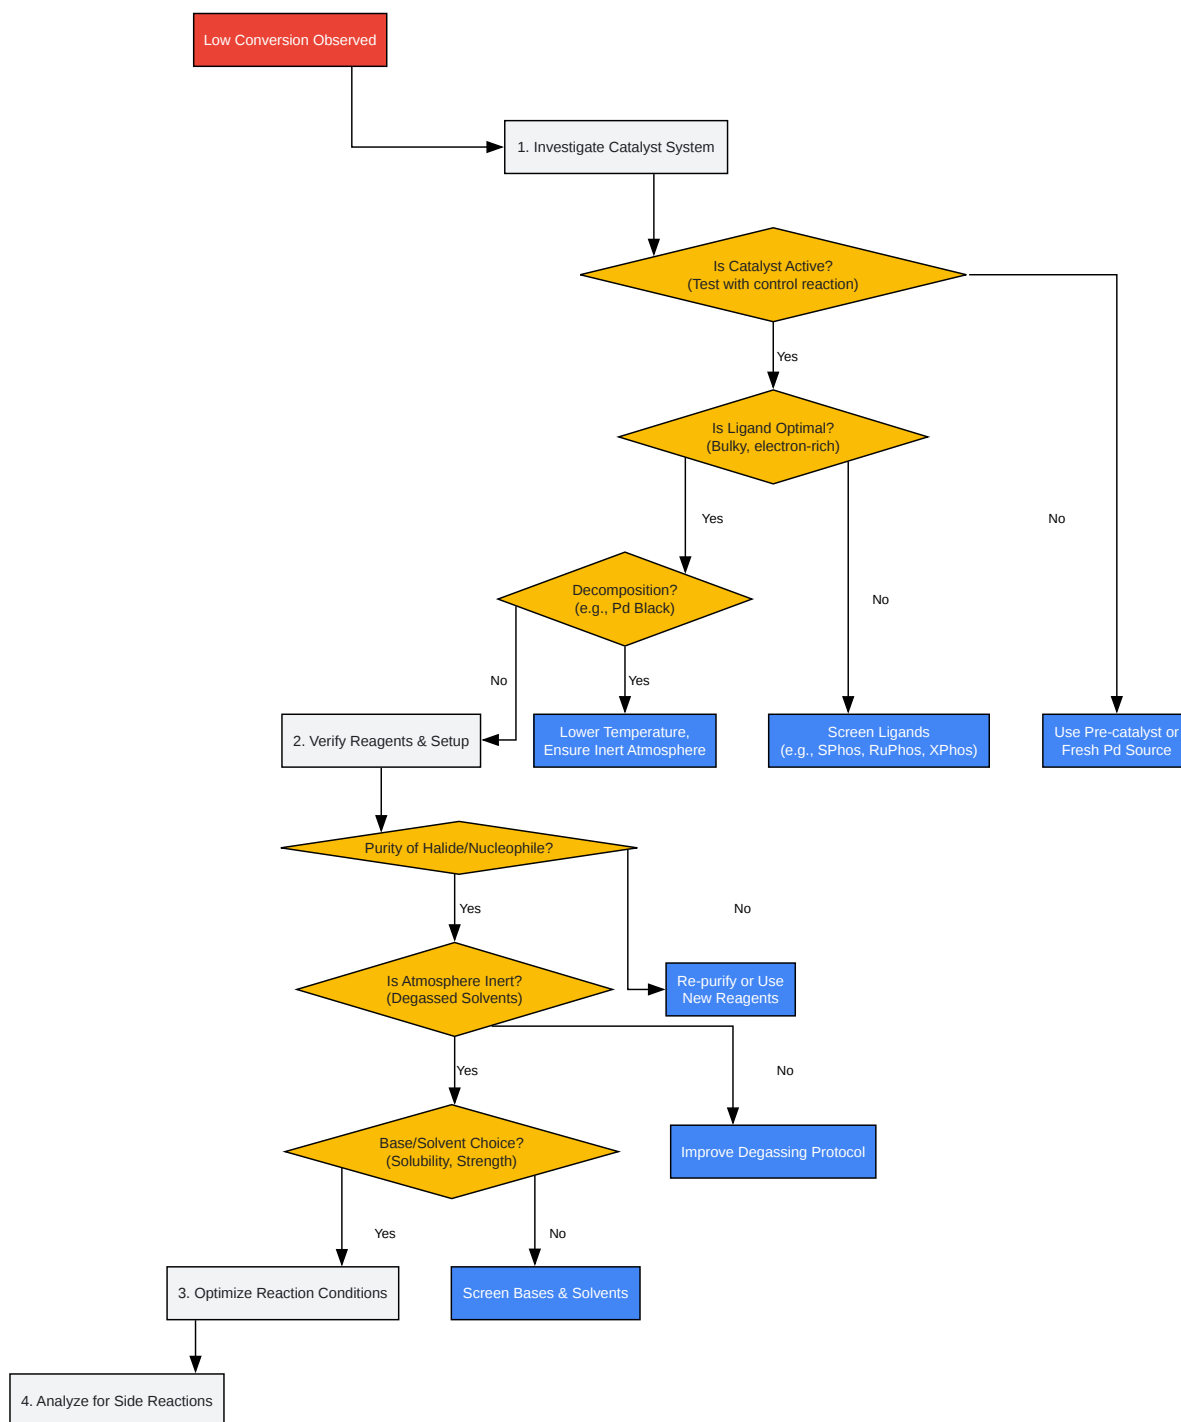 Low Conversion Observed
1. Investigate Catalyst System
Is Catalyst Active?
(Test with control reaction)
Yes
Is Ligand Optimal?
(Bulky, electron-rich)
Yes
No
Decomposition?
(e.g., Pd Black)
No
No
Yes
2. Verify Reagents & Setup
Lower Temperature,
Ensure Inert Atmosphere
Screen Ligands
(e.g., SPhos, RuPhos, XPhos)
Use Pre-catalyst or
Fresh Pd Source
Purity of Halide/Nucleophile?
Yes
No
Is Atmosphere Inert?
(Degassed Solvents)
Re-purify or Use
New Reagents
Yes
No
Base/Solvent Choice?
(Solubility, Strength)
Improve Degassing Protocol
Yes
No
3. Optimize Reaction Conditions
Screen Bases & Solvents
4. Analyze for Side Reactions